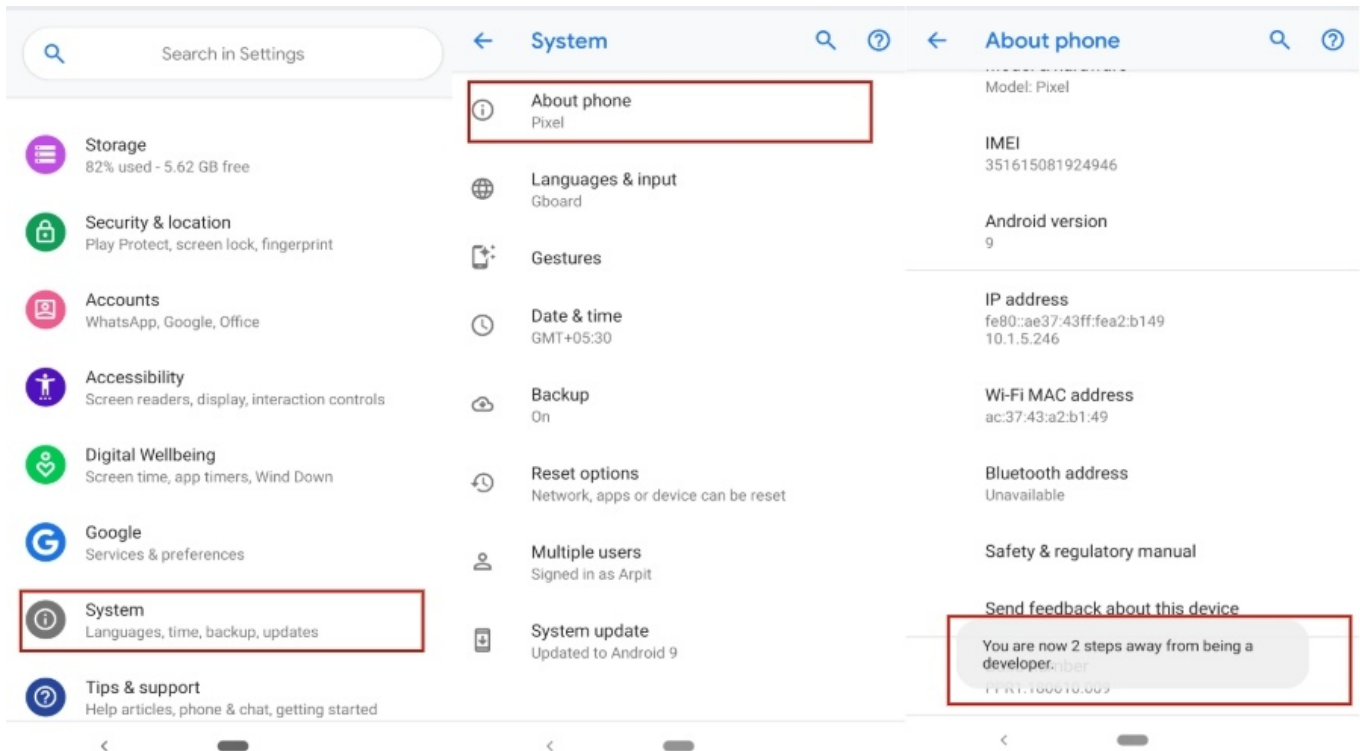 Search in Settings
Storage
82% used - 5.62 GB free
Security & location
Play Protect, screen lock, fingerprint
Accounts
WhatsApp, Google, Office
Accessibility
Screen readers, display, interaction controls
Digital Wellbeing
Screen time, app timers, Wind Down
Google
Services & preferences
System
Languages, time, backup, updates
Tips & support
Help articles, phone & chat, getting started
System
About phone
Pixel
Languages & input
Gboard
Gestures
Date & time
GMT+05:30
Backup
On
Reset options
Network, apps or device can be reset
Multiple users
Signed in as Arpit
System update
Updated to Android 9
About phone
Model: Pixel
IMEI
351615081924946
Android version
9
IP address
fe80::ae37:43ff:fea2:b149
10.1.5.246
Wi-Fi MAC address
ac:37:43:a2:b1:49
Bluetooth address
Unavailable
Safety & regulatory manual
Send feedback about this device
You are now 2 steps away from being a
developer.